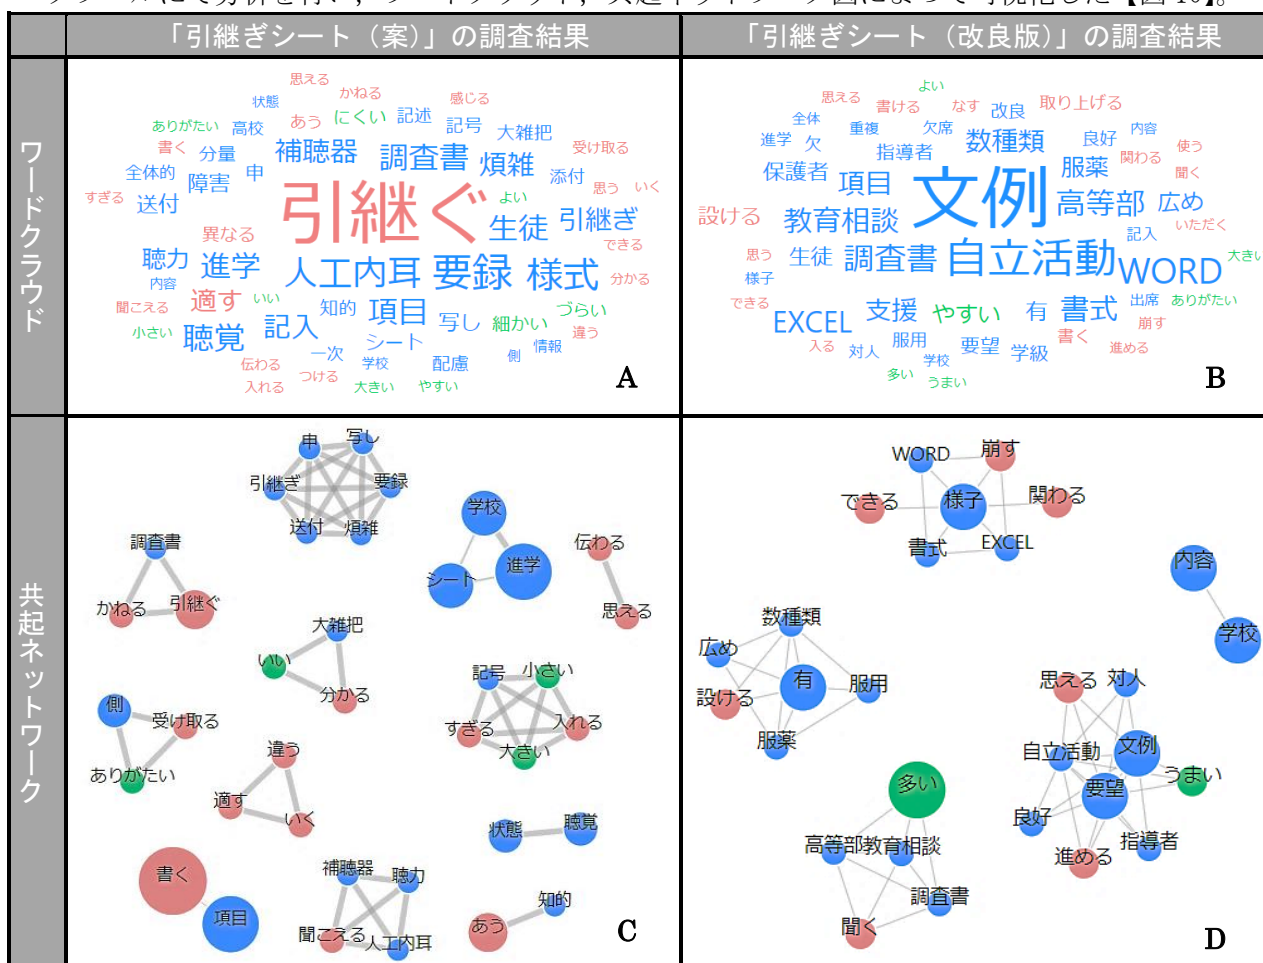 「引継ぎシート（案）」の調査結果
「引継ぎシート（改良版）」の調査結果
ワードクラウド
思える
かねる
感じる
状態
ありがたい 高校 あう にくい 記述 記号 大雑把
書く 分量 補聴器 調査書 煩雑 受け取る
全体的 障害 申 添付 思う いく
すぎる 送付 引継ぐ よい 生徒 引継ぎ
異なる できる
聴力 進学 人工内耳 要録 様式 分かる
内容
聞こえる 適す いい 知的 項目 写し 細かい づらい
小さい 聴覚 記入 シート 違う
一次 学校 配慮 側 情報
伝わる
入れる つける 大きい やすい
A
よい
思える 書ける なす 改良 取り上げる
全体 重複 欠席 数種類 良好 内容
進学 欠 指導者 服薬 関わる 使う
保護者 項目 文例 高等部 広め 聞く
設ける 教育相談 記入 いただく
思う 生徒 調査書 自立活動 WORD 大きい
様子
できる EXCEL 支援 やすい 有 書式 出席 ありがたい
崩す
入る 対人 服用 要望 学級 書く 進める
学校
多い うまい
B
共起ネットワーク
申 写し
引継ぎ 要録
送付 煩雑
学校
シート 進学
伝わる
思える
調査書
かねる 引継ぐ
大雑把
いい
分かる
記号 小さい
すぎる 入れる
大きい
側 受け取る
ありがたい
違う
適す いく
状態 聴覚
書く
項目
補聴器 聴力
聞こえる 人工内耳
知的
あう
C
WORD 崩す
できる 様子 関わる
書式 EXCEL
内容
学校
数種類
広め
設ける 有 服用
服薬
思える 対人
自立活動 文例
要望 うまい
良好 指導者
進める
多い
高等部 教育相談
調査書
聞く
D